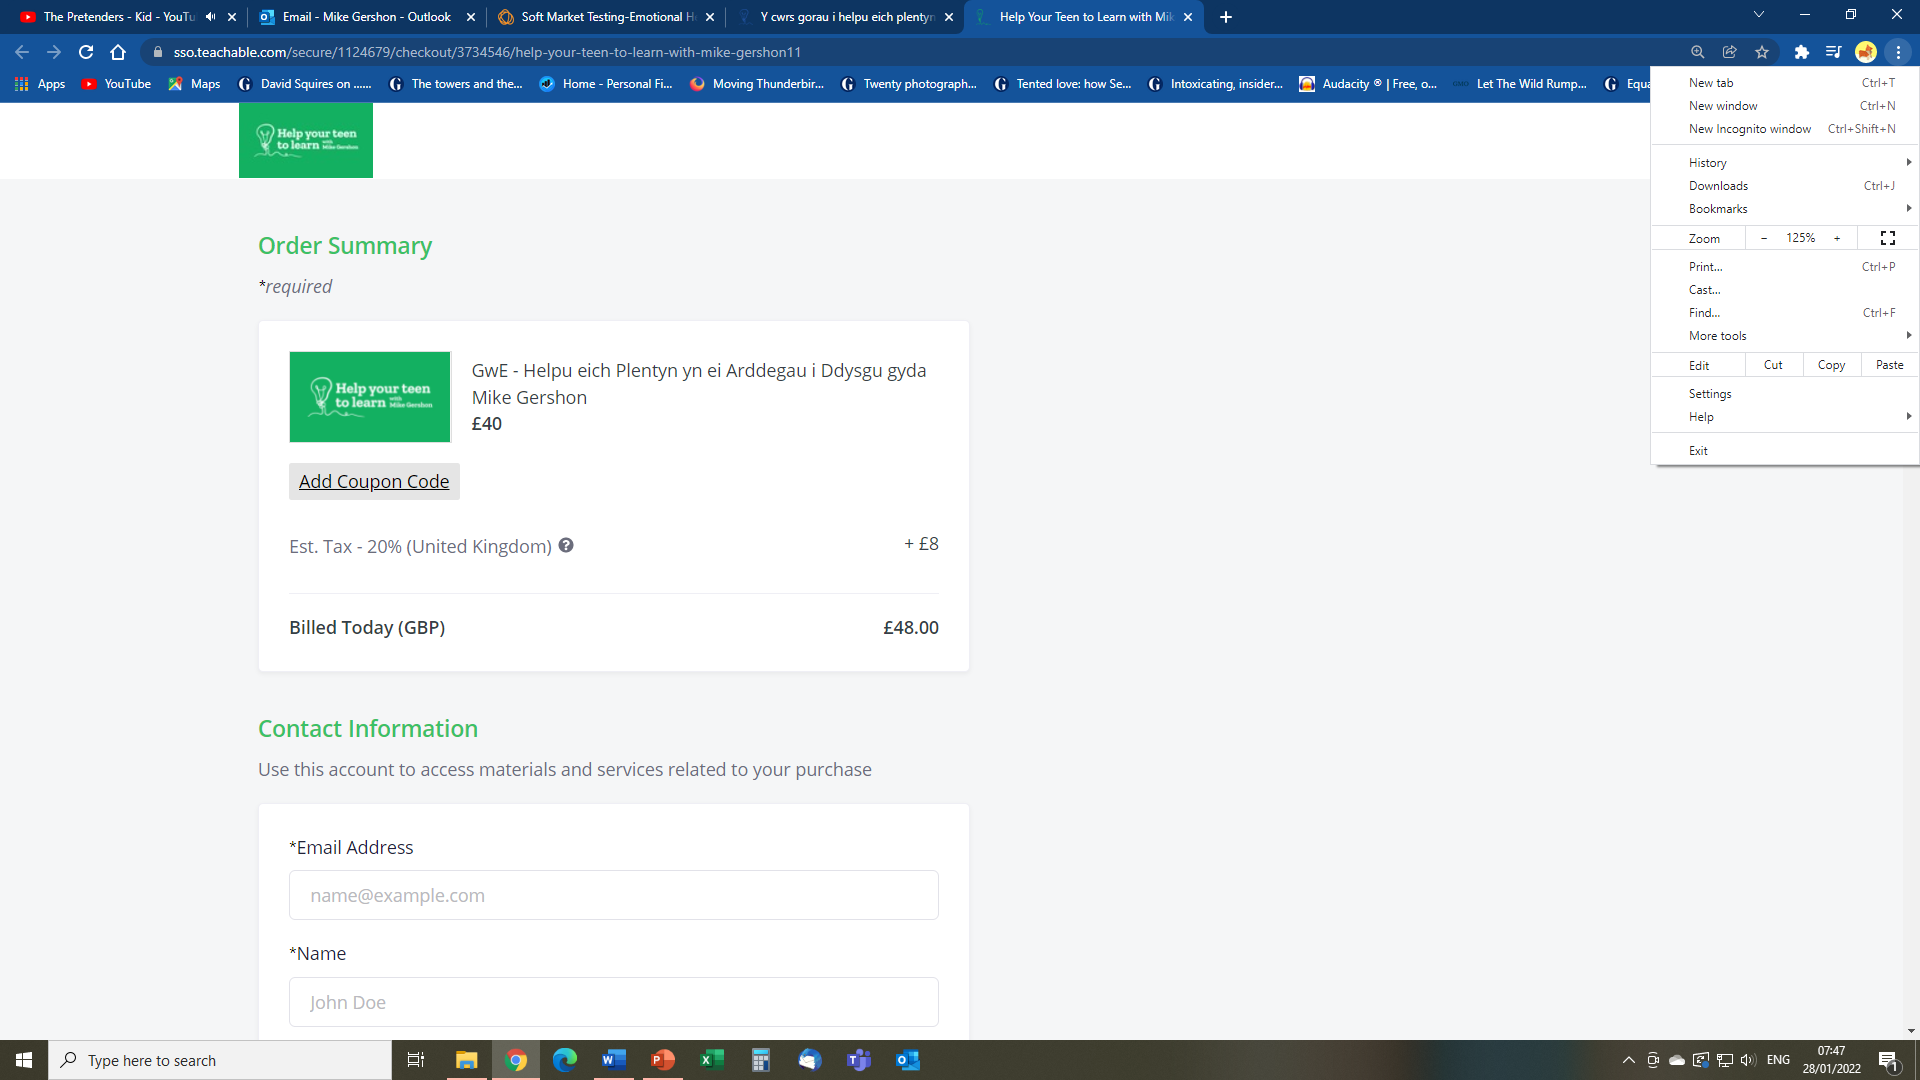 The Pretenders - Kid - YouTu
Email - Mike Gershon - Outlook
Soft Market Testing-Emotional He
Y cwrs gorau i helpu eich plentyn
Help Your Teen to Learn with Mik
sso.teachable.com/secure/1124679/checkout/3734546/help-your-teen-to-learn-with-mike-gershon11
Apps
YouTube
Maps
David Squires on ......
The towers and the...
Home - Personal Fi...
Moving Thunderbir...
Twenty photograph...
Tented love: how Se...
Intoxicating, insider...
Audacity ® | Free, o...
Let The Wild Rump...
Equa
New tab Ctrl+T
New window Ctrl+N
New Incognito window Ctrl+Shift+N
History
Downloads Ctrl+J
Bookmarks
Zoom - 125% +
Print... Ctrl+P
Cast...
Find... Ctrl+F
More tools
Edit Cut Copy Paste
Settings
Help
Exit
Help your teen
to learn with Mike Gershon
Order Summary
*required
Help your teen
to learn with Mike Gershon
GwE - Helpu eich Plentyn yn ei Arddegau i Ddysgu gyda
Mike Gershon
£40
Add Coupon Code
Est. Tax - 20% (United Kingdom) ? + £8
Billed Today (GBP) £48.00
Contact Information
Use this account to access materials and services related to your purchase
*Email Address
name@example.com
*Name
John Doe
Type here to search
ENG
07:47
28/01/2022
1